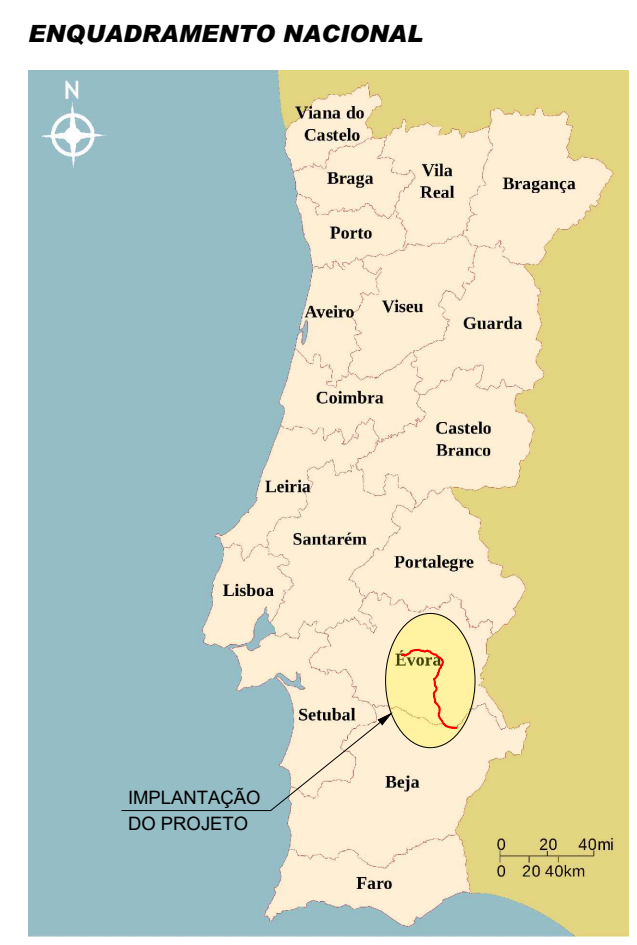 ENQUADRAMENTO NACIONAL
N
Viana do
Castelo
Braga
Vila
Real
Bragança
Porto
Aveiro
Viseu
Guarda
Coimbra
Castelo
Branco
Leiria
Santarém
Portalegre
Lisboa
Évora
Setubal
Beja
IMPLANTAÇÃO
DO PROJETO
0 20 40mi
0 20 40km
Faro